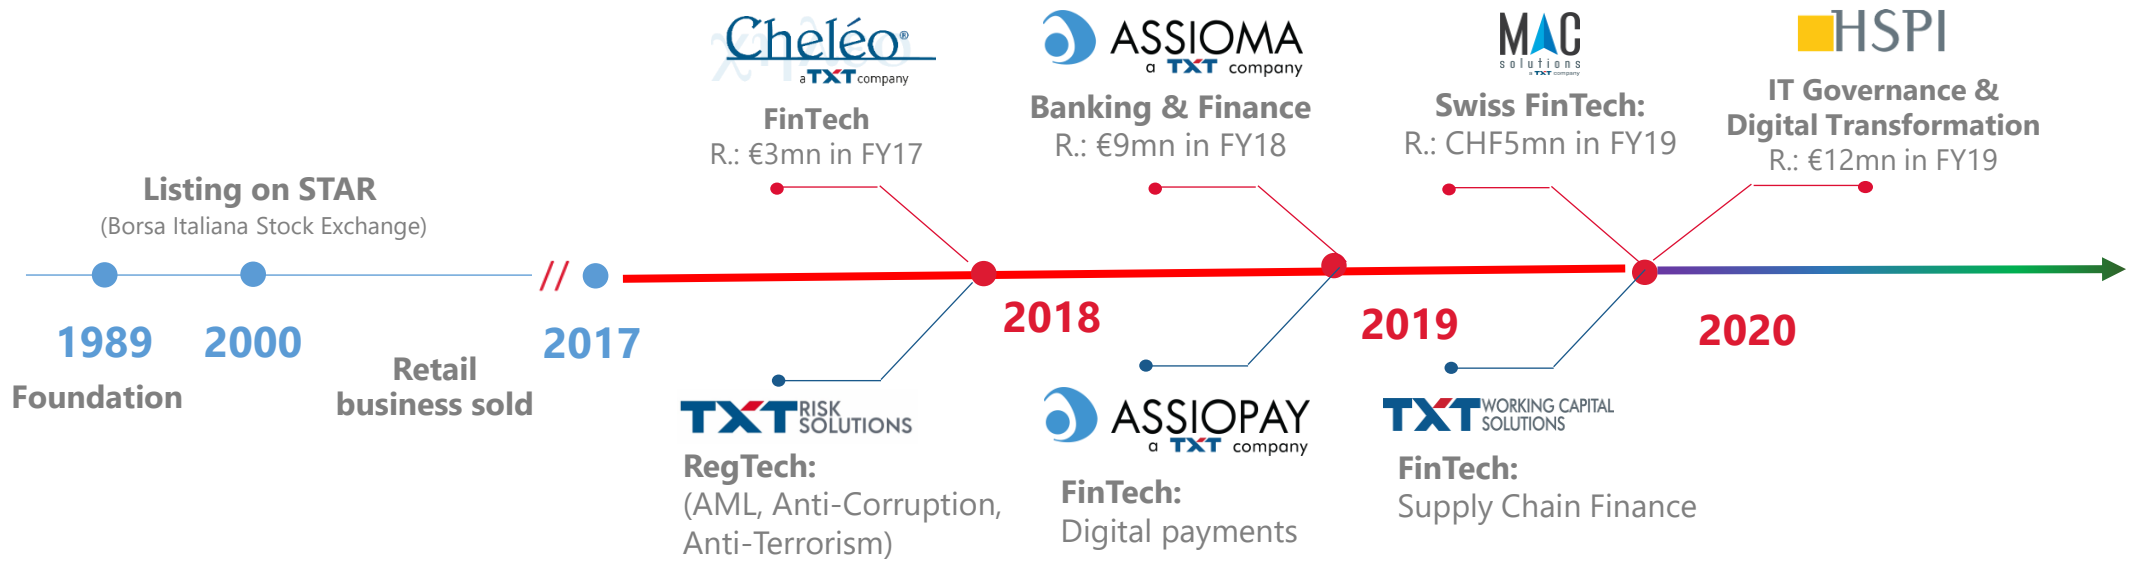 Cheléo®
a TXT company
FinTech
R.: €3mn in FY17
ASSIOMA
a TXT company
Banking & Finance
R.: €9mn in FY18
MAC
solutions
a TXT company
Swiss FinTech:
R.: CHF5mn in FY19
HSPI
IT Governance &
Digital Transformation
R.: €12mn in FY19
Listing on STAR
(Borsa Italiana Stock Exchange)
//
1989
2000
2017
2018
2019
2020
Foundation
Retail
business sold
TXT RISK
SOLUTIONS
RegTech:
(AML, Anti-Corruption,
Anti-Terrorism)
ASSIOPAY
a TXT company
FinTech:
Digital payments
TXT WORKING CAPITAL
SOLUTIONS
FinTech:
Supply Chain Finance